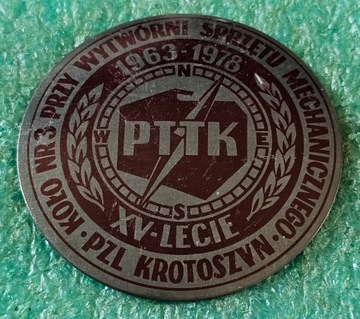 KOŁO NR 3 PRZY WYTWÓRNI SPRZĘTU MECHANICZNEGO
1963-1978
N
W E
PTTK
S
XV-LECIE
PZL KROTOSZYN